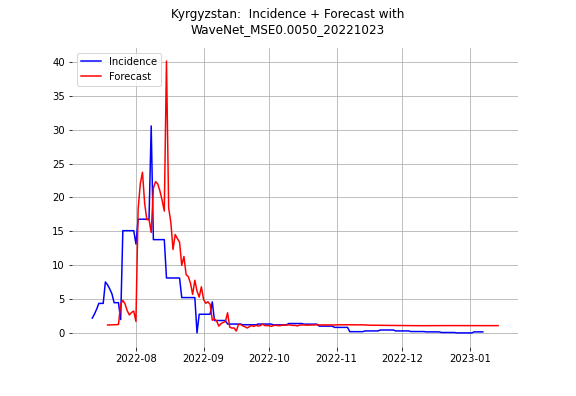 Kyrgyzstan:  Incidence + Forecast with
WaveNet_MSE0.0050_20221023
Incidence
Forecast
40
35
30
25
20
15
10
5
0
2022-08 2022-09 2022-10 2022-11 2022-12 2023-01